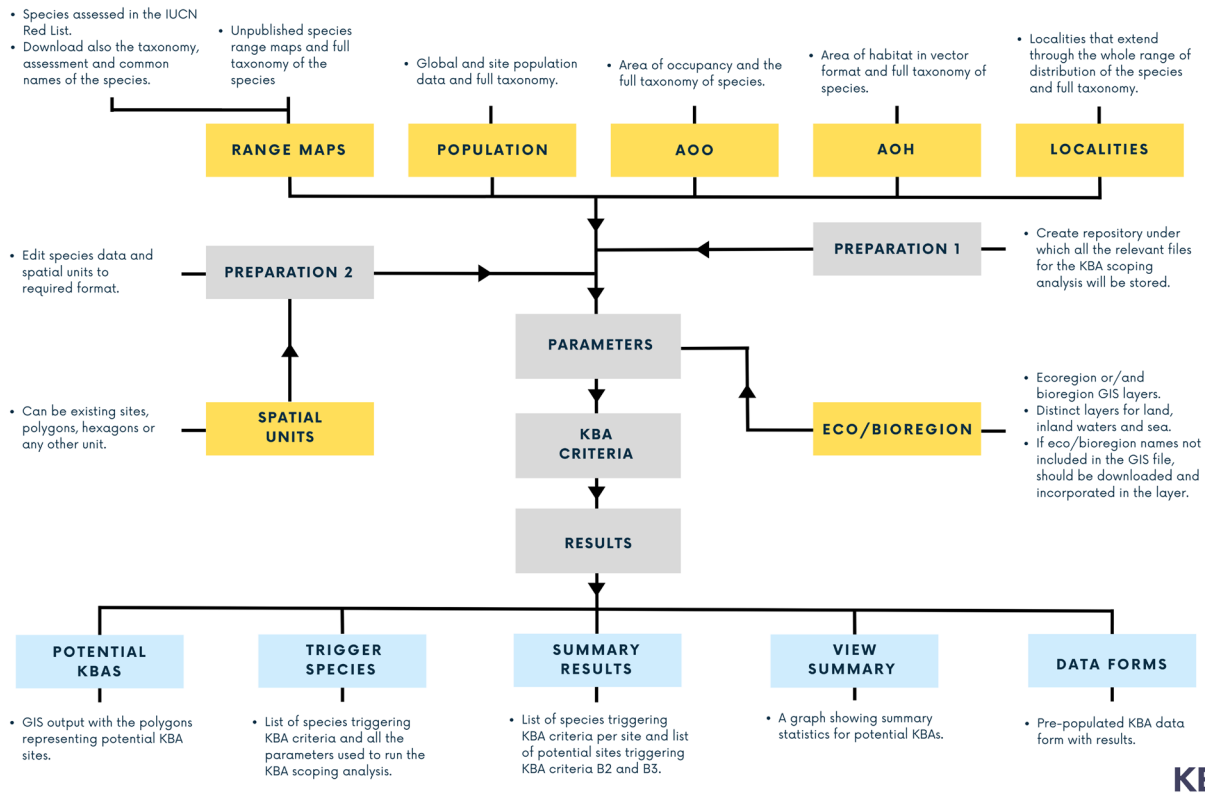 • Species assessed in the IUCN
Red List.
• Download also the taxonomy,
assessment and common
names of the species.
• Unpublished species
range maps and full
taxonomy of the
species
• Global and site population
data and full taxonomy.
• Area of occupancy and the
full taxonomy of species.
• Area of habitat in vector
format and full taxonomy of
species.
• Localities that extend
through the whole range of
distribution of the species
and full taxonomy.
RANGE MAPS
POPULATION
AOO
AOH
LOCALITIES
• Edit species data and
spatial units to
required format.
PREPARATION 2
PREPARATION 1
• Create repository under
which all the relevant files
for the KBA scoping
analysis will be stored.
PARAMETERS
• Can be existing sites,
polygons, hexagons or
any other unit.
SPATIAL
UNITS
KBA
CRITERIA
ECO/BIOREGION
• Ecoregion or/and
bioregion GIS layers.
• Distinct layers for land,
inland waters and sea.
• If eco/bioregion names not
included in the GIS file,
should be downloaded and
incorporated in the layer.
RESULTS
POTENTIAL
KBAS
TRIGGER
SPECIES
SUMMARY
RESULTS
VIEW
SUMMARY
DATA FORMS
• GIS output with the polygons
representing potential KBA
sites.
• List of species triggering
KBA criteria and all the
parameters used to run the
KBA scoping analysis.
• List of species triggering
KBA criteria per site and list
of potential sites triggering
KBA criteria B2 and B3.
• A graph showing summary
statistics for potential KBAs.
• Pre-populated KBA data
form with results.